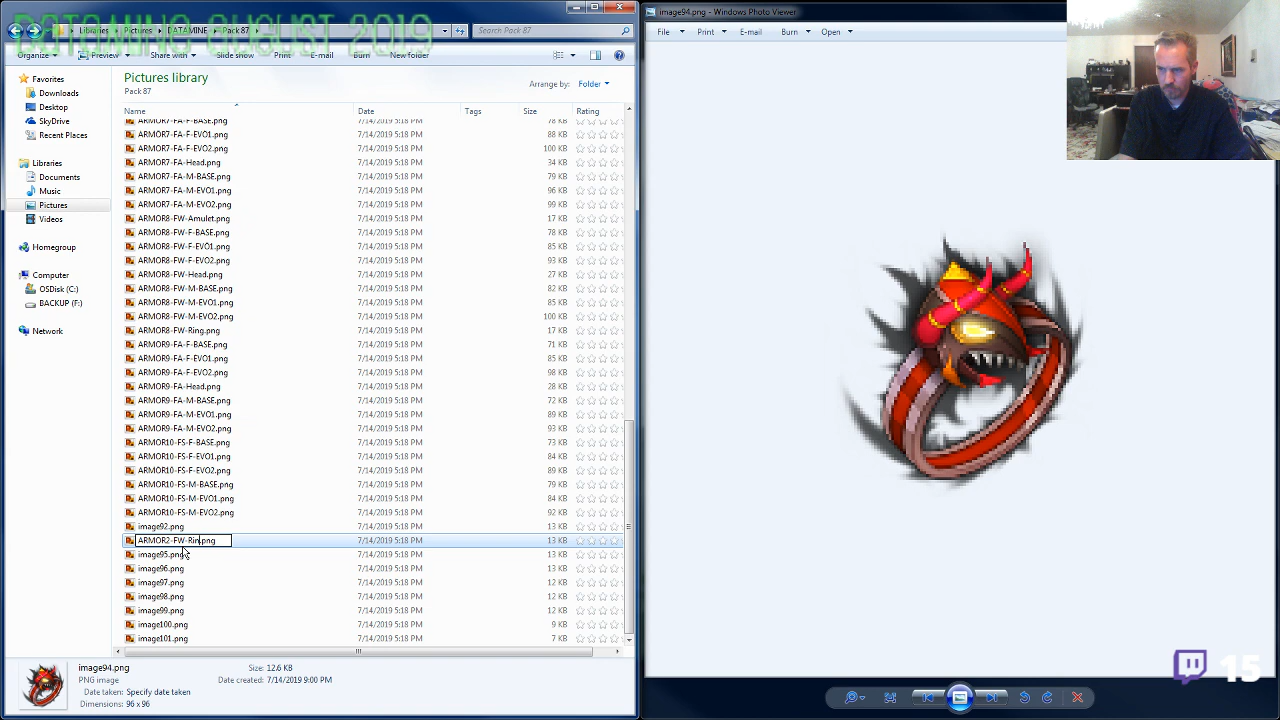 DATAMINE AUGUST 2019
Libraries
Pictures
DATAMINE
Pack 87
Search Pack 87
Organize
Preview
Share with
Slide show
Print
E-mail
Burn
New folder
Favorites
Downloads
Desktop
SkyDrive
Recent Places
Libraries
Documents
Music
Pictures
Videos
Homegroup
Computer
OSDisk (C:)
BACKUP (F:)
Network
Pictures library
Pack 87
Arrange by: Folder
Name Date Tags Size Rating
ARMOR7-FA-F-BASE.png 7/14/2019 5:18 PM 78 KB
ARMOR7-FA-F-EVO1.png 7/14/2019 5:18 PM 88 KB
ARMOR7-FA-F-EVO2.png 7/14/2019 5:18 PM 100 KB
ARMOR7-FA-Head.png 7/14/2019 5:18 PM 34 KB
ARMOR7-FA-M-BASE.png 7/14/2019 5:18 PM 79 KB
ARMOR7-FA-M-EVO1.png 7/14/2019 5:18 PM 96 KB
ARMOR7-FA-M-EVO2.png 7/14/2019 5:18 PM 99 KB
ARMOR8-FW-Amulet.png 7/14/2019 5:18 PM 17 KB
ARMOR8-FW-F-BASE.png 7/14/2019 5:18 PM 78 KB
ARMOR8-FW-F-EVO1.png 7/14/2019 5:18 PM 85 KB
ARMOR8-FW-F-EVO2.png 7/14/2019 5:18 PM 93 KB
ARMOR8-FW-Head.png 7/14/2019 5:18 PM 27 KB
ARMOR8-FW-M-BASE.png 7/14/2019 5:18 PM 82 KB
ARMOR8-FW-M-EVO1.png 7/14/2019 5:18 PM 85 KB
ARMOR8-FW-M-EVO2.png 7/14/2019 5:18 PM 100 KB
ARMOR8-FW-Ring.png 7/14/2019 5:18 PM 17 KB
ARMOR9-FA-F-BASE.png 7/14/2019 5:18 PM 71 KB
ARMOR9-FA-F-EVO1.png 7/14/2019 5:18 PM 85 KB
ARMOR9-FA-F-EVO2.png 7/14/2019 5:18 PM 98 KB
ARMOR9-FA-Head.png 7/14/2019 5:18 PM 28 KB
ARMOR9-FA-M-BASE.png 7/14/2019 5:18 PM 72 KB
ARMOR9-FA-M-EVO1.png 7/14/2019 5:18 PM 89 KB
ARMOR9-FA-M-EVO2.png 7/14/2019 5:18 PM 93 KB
ARMOR10-FS-F-BASE.png 7/14/2019 5:18 PM 84 KB
ARMOR10-FS-F-EVO1.png 7/14/2019 5:18 PM 89 KB
ARMOR10-FS-F-EVO2.png 7/14/2019 5:18 PM 91 KB
ARMOR10-FS-M-BASE.png 7/14/2019 5:18 PM 79 KB
ARMOR10-FS-M-EVO1.png 7/14/2019 5:18 PM 84 KB
ARMOR10-FS-M-EVO2.png 7/14/2019 5:18 PM 92 KB
image92.png 7/14/2019 5:18 PM 13 KB
ARMOR2-FW-Rin.png 7/14/2019 5:18 PM 13 KB
image95.png 7/14/2019 5:18 PM 13 KB
image96.png 7/14/2019 5:18 PM 13 KB
image97.png 7/14/2019 5:18 PM 13 KB
image98.png 7/14/2019 5:18 PM 12 KB
image99.png 7/14/2019 5:18 PM 12 KB
image100.png 7/14/2019 5:18 PM 9 KB
image101.png 7/14/2019 5:18 PM 7 KB
image94.png Size: 12.6 KB
PNG image Date created: 7/14/2019 9:00 PM
Date taken: Specify date taken
Dimensions: 96 x 96
image94.png - Windows Photo Viewer
File Print E-mail Burn Open
15